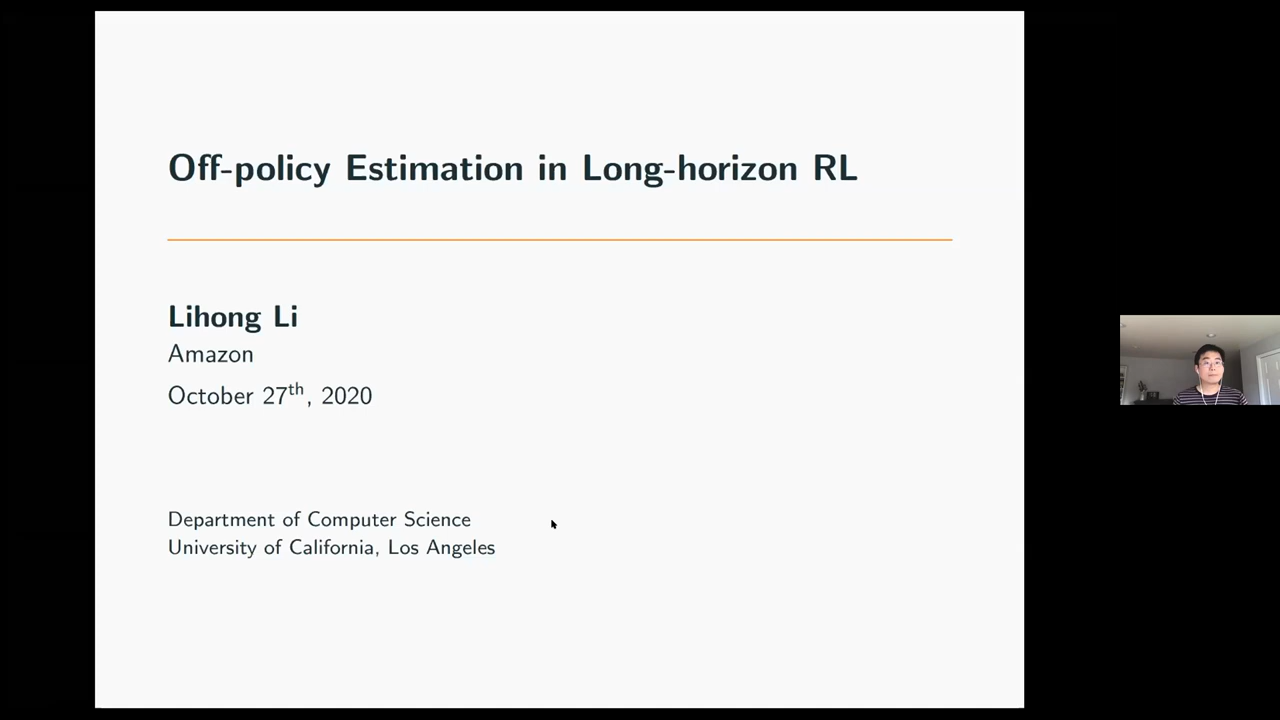 Off-policy Estimation in Long-horizon RL
Lihong Li
Amazon
October 27th, 2020
Department of Computer Science
University of California, Los Angeles